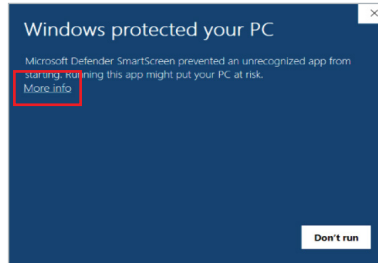 Windows protected your PC
Microsoft Defender SmartScreen prevented an unrecognized app from
starting. Running this app might put your PC at risk.
More info
Don't run